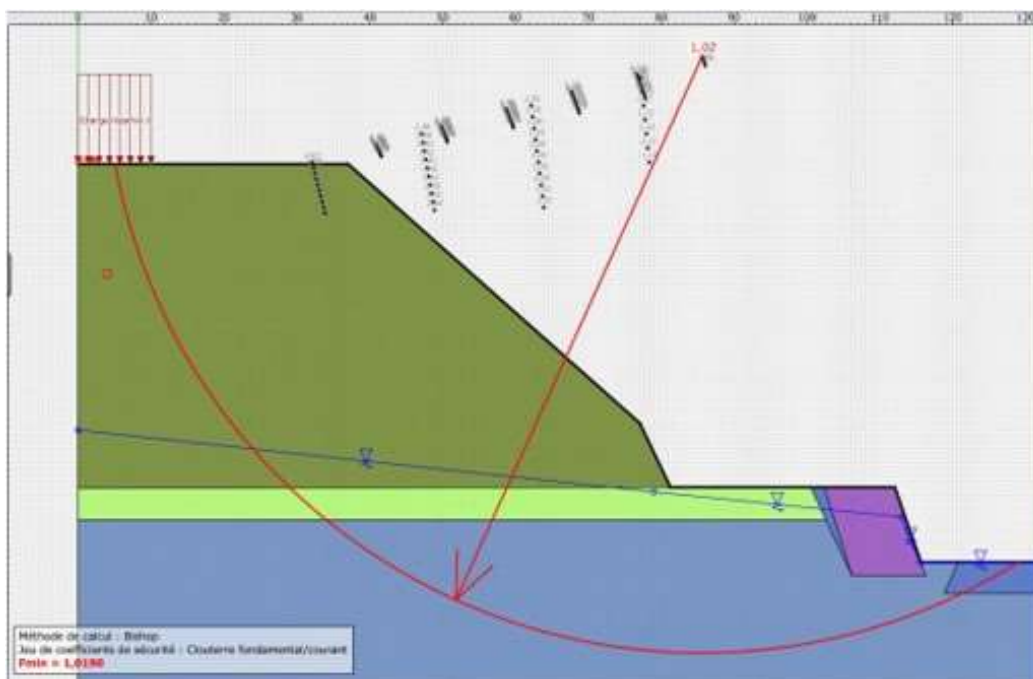 0 10 20 30 40 50 60 70 80 90 100 110 120
1,02
Méthode de calcul : Bishop
Jeu de coefficients de sécurité : Clouterre fondamental/courant
Fmin = 1,0190